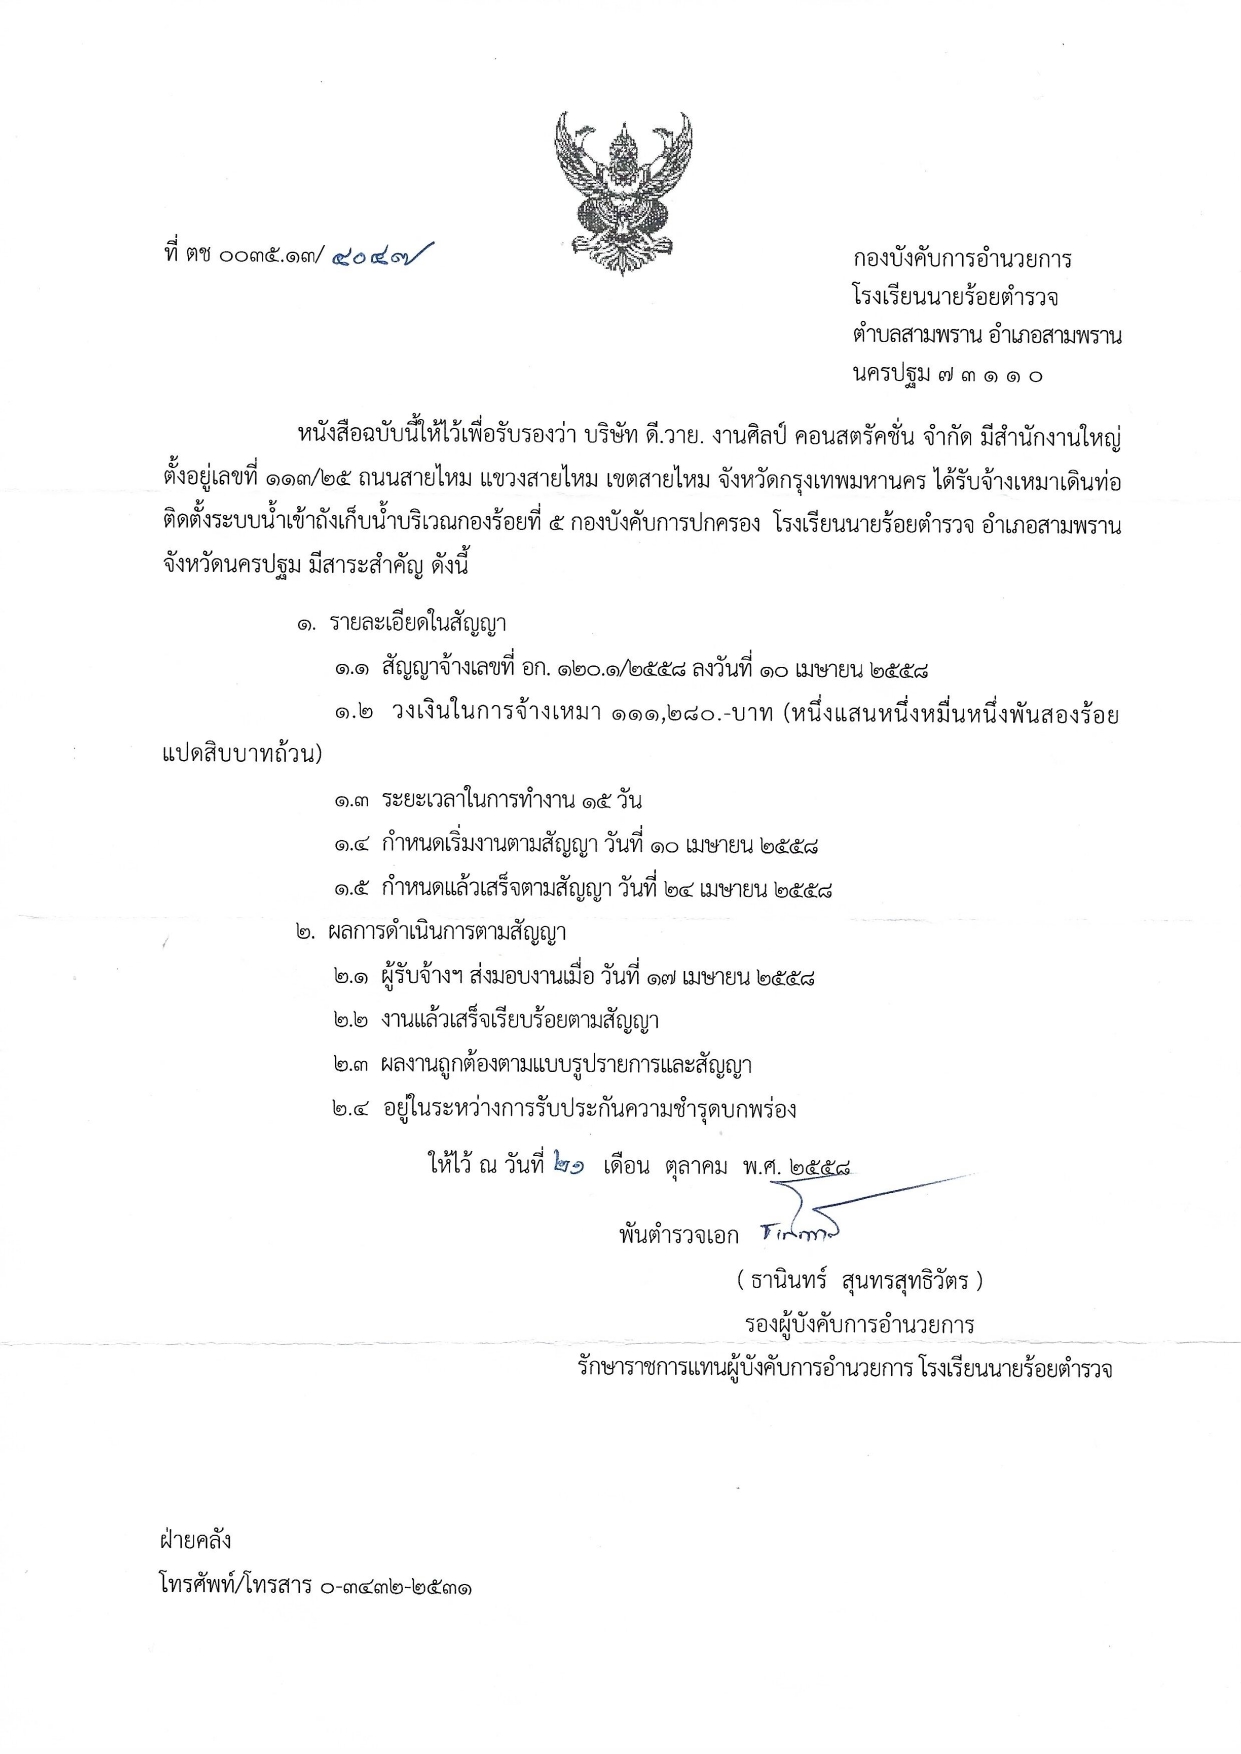 ที่ ตช ๐๐๓๕.๑๓/ ๔๐๔๗
กองบังคับการอำนวยการ
โรงเรียนนายร้อยตำรวจ
ตำบลสามพราน อำเภอสามพราน
นครปฐม ๗ ๓ ๑ ๑ ๐
หนังสือฉบับนี้ให้ไว้เพื่อรับรองว่า บริษัท ดี.วาย. งานศิลป์ คอนสตรัคชั่น จำกัด มีสำนักงานใหญ่
ตั้งอยู่เลขที่ ๑๑๓/๒๕ ถนนสายไหม แขวงสายไหม เขตสายไหม จังหวัดกรุงเทพมหานคร ได้รับจ้างเหมาเดินท่อ
ติดตั้งระบบน้ำเข้าถังเก็บน้ำบริเวณกองร้อยที่ ๕ กองบังคับการปกครอง โรงเรียนนายร้อยตำรวจ อำเภอสามพราน
จังหวัดนครปฐม มีสาระสำคัญ ดังนี้
๑. รายละเอียดในสัญญา
๑.๑ สัญญาจ้างเลขที่ อก. ๑๒๐.๑/๒๕๕๘ ลงวันที่ ๑๐ เมษายน ๒๕๕๘
๑.๒ วงเงินในการจ้างเหมา ๑๑๑,๒๘๐.-บาท (หนึ่งแสนหนึ่งหมื่นหนึ่งพันสองร้อย
แปดสิบบาทถ้วน)
๑.๓ ระยะเวลาในการทำงาน ๑๕ วัน
๑.๔ กำหนดเริ่มงานตามสัญญา วันที่ ๑๐ เมษายน ๒๕๕๘
๑.๕ กำหนดแล้วเสร็จตามสัญญา วันที่ ๒๔ เมษายน ๒๕๕๘
๒. ผลการดำเนินการตามสัญญา
๒.๑ ผู้รับจ้างฯ ส่งมอบงานเมื่อ วันที่ ๑๗ เมษายน ๒๕๕๘
๒.๒ งานแล้วเสร็จเรียบร้อยตามสัญญา
๒.๓ ผลงานถูกต้องตามแบบรูปรายการและสัญญา
๒.๔ อยู่ในระหว่างการรับประกันความชำรุดบกพร่อง
ให้ไว้ ณ วันที่ ๒๑ เดือน ตุลาคม พ.ศ. ๒๕๕๘
พันตำรวจเอก
( ธานินทร์ สุนทรสุทธิวัตร )
รองผู้บังคับการอำนวยการ
รักษาราชการแทนผู้บังคับการอำนวยการ โรงเรียนนายร้อยตำรวจ
ฝ่ายคลัง
โทรศัพท์/โทรสาร ๐-๓๔๓๒-๒๕๓๑